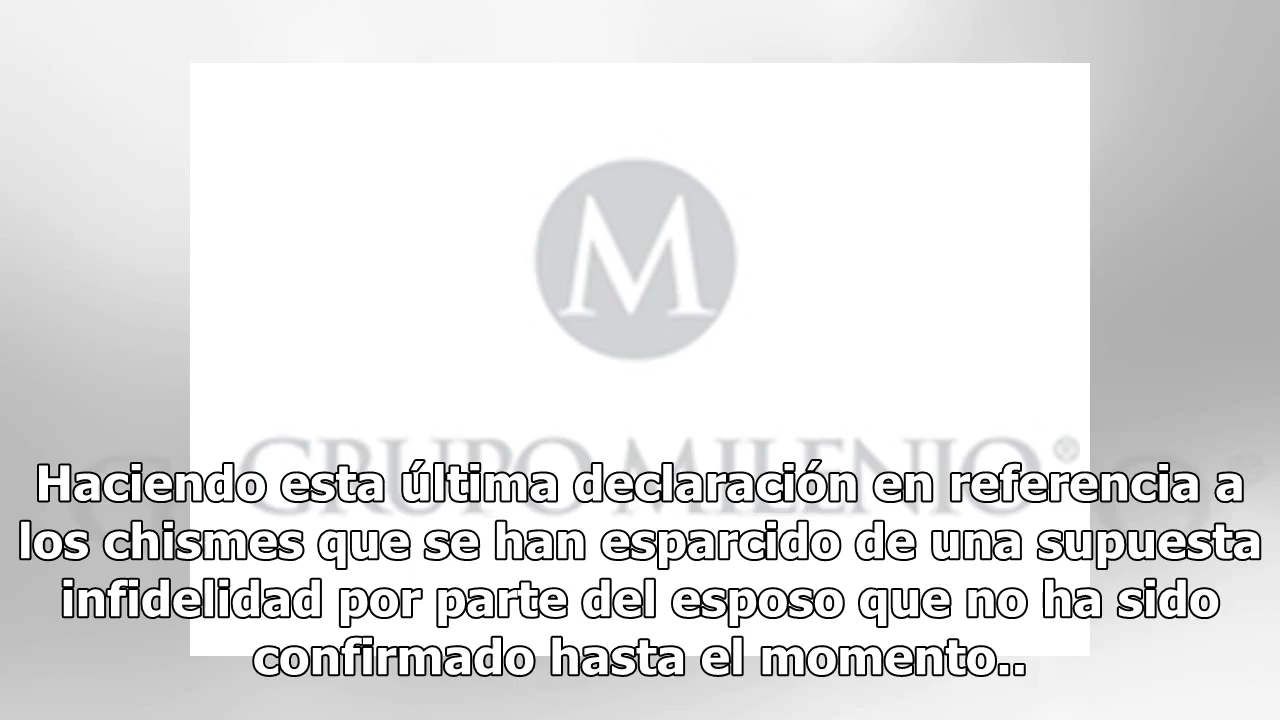 M
GRUPO MILENIO®
Haciendo esta última declaración en referencia a
los chismes que se han esparcido de una supuesta
infidelidad por parte del esposo que no ha sido
confirmado hasta el momento..